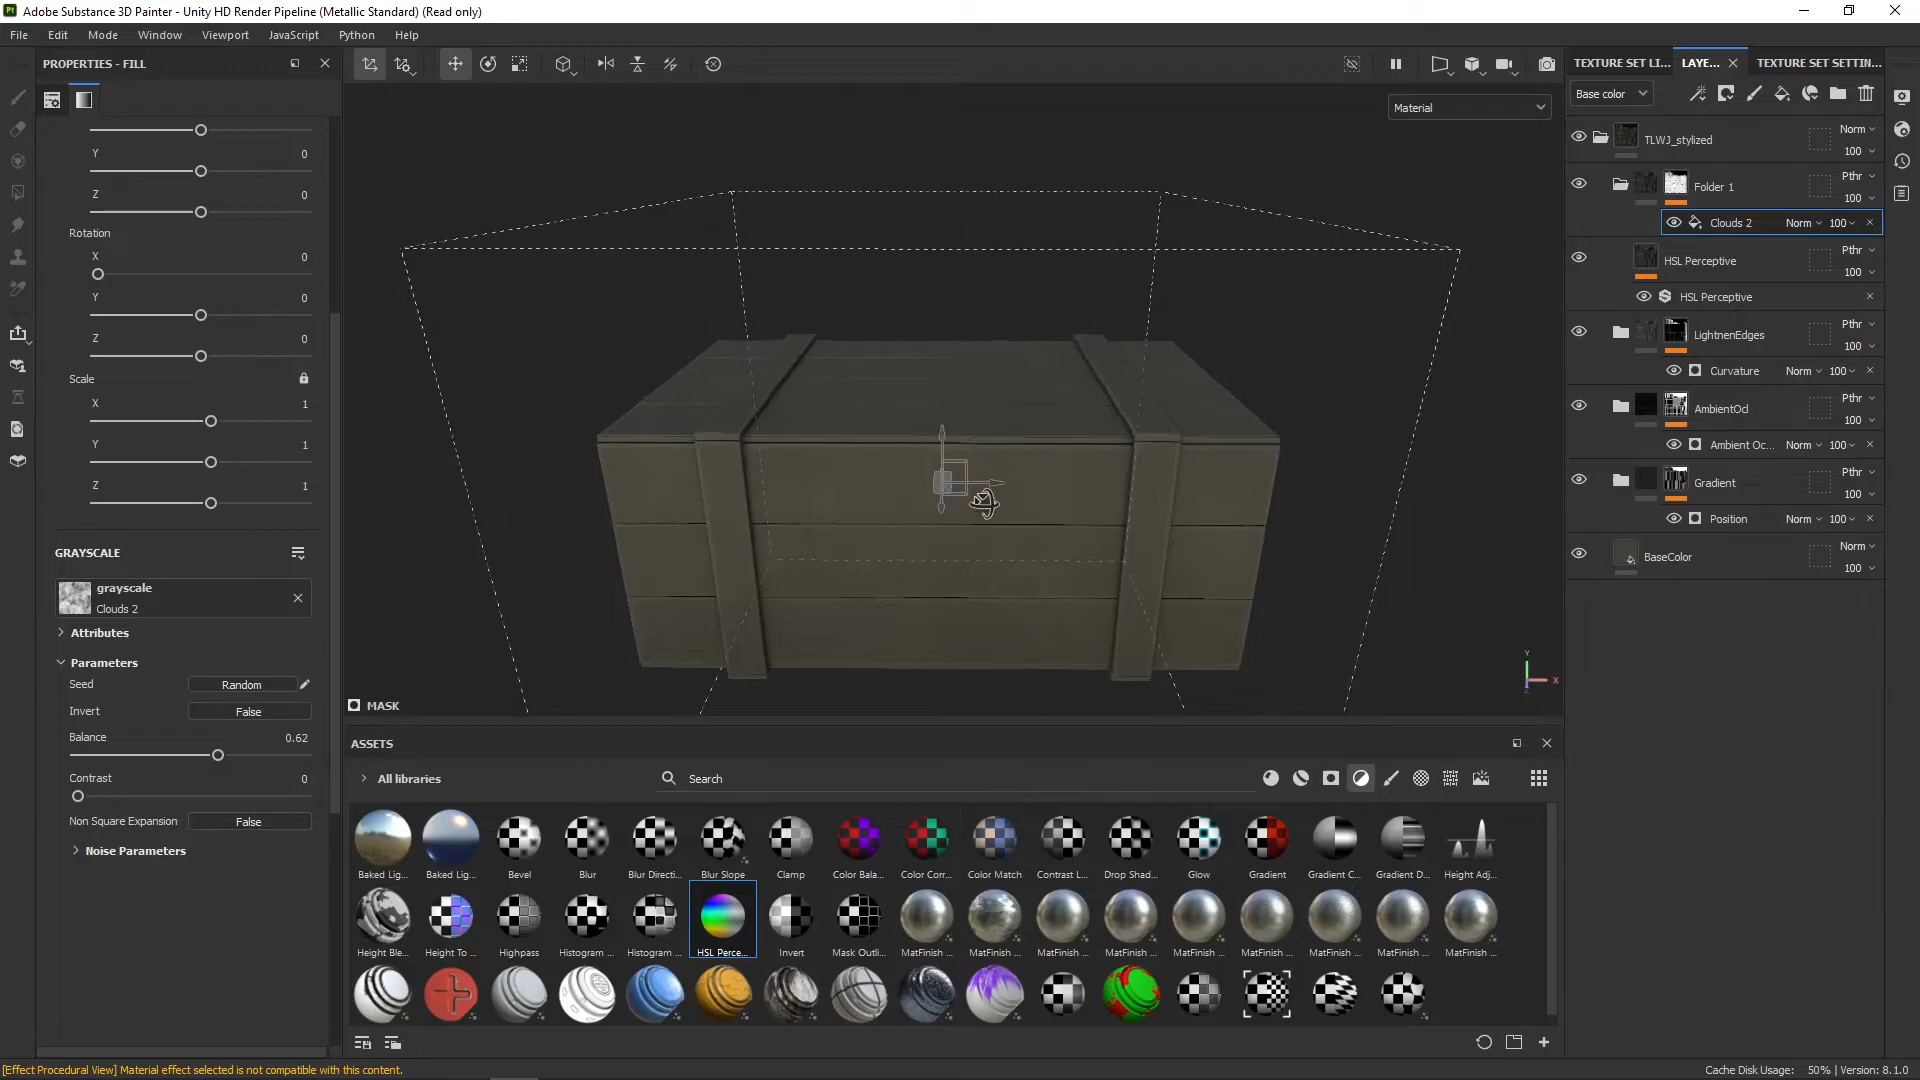 Adobe Substance 3D Painter - Unity HD Render Pipeline (Metallic Standard) (Read only)
File Edit Mode Window Viewport JavaScript Python Help
PROPERTIES - FILL
Y 0
Z 0
Rotation
X 0
Y 0
Z 0
Scale
X 1
Y 1
Z 1
GRAYSCALE
grayscale
Clouds 2
Attributes
Parameters
Seed Random
Invert False
Balance 0.62
Contrast 0
Non Square Expansion False
Noise Parameters
Material
Y
X
MASK
ASSETS
All libraries
Search
Baked Lig... Baked Lig... Bevel Blur Blur Directi... Blur Slope Clamp Color Bala... Color Corr... Color Match Contrast L... Drop Shad... Glow Gradient Gradient C... Gradient D... Height Adj...
Height Ble... Height To ... Highpass Histogram ... Histogram ... HSL Perce... Invert Mask Outli... MatFinish ... MatFinish ... MatFinish ... MatFinish ... MatFinish ... MatFinish ... MatFinish ... MatFinish ... MatFinish ...
TEXTURE SET LI... LAYE... TEXTURE SET SETTIN...
Base color
TLWJ_stylized Norm 100
Folder 1 Pthr 100
Clouds 2 Norm 100
HSL Perceptive Pthr 100
HSL Perceptive
LightnenEdges Pthr 100
Curvature Norm 100
AmbientOcl Pthr 100
Ambient Oc... Norm 100
Gradient Pthr 100
Position Norm 100
BaseColor Norm 100
[Effect Procedural View] Material effect selected is not compatible with this content.
Cache Disk Usage: 50% | Version: 8.1.0